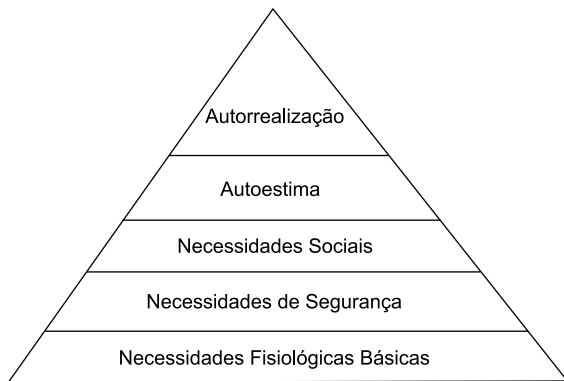 Autorrealização
Autoestima
Necessidades Sociais
Necessidades de Segurança
Necessidades Fisiológicas Básicas